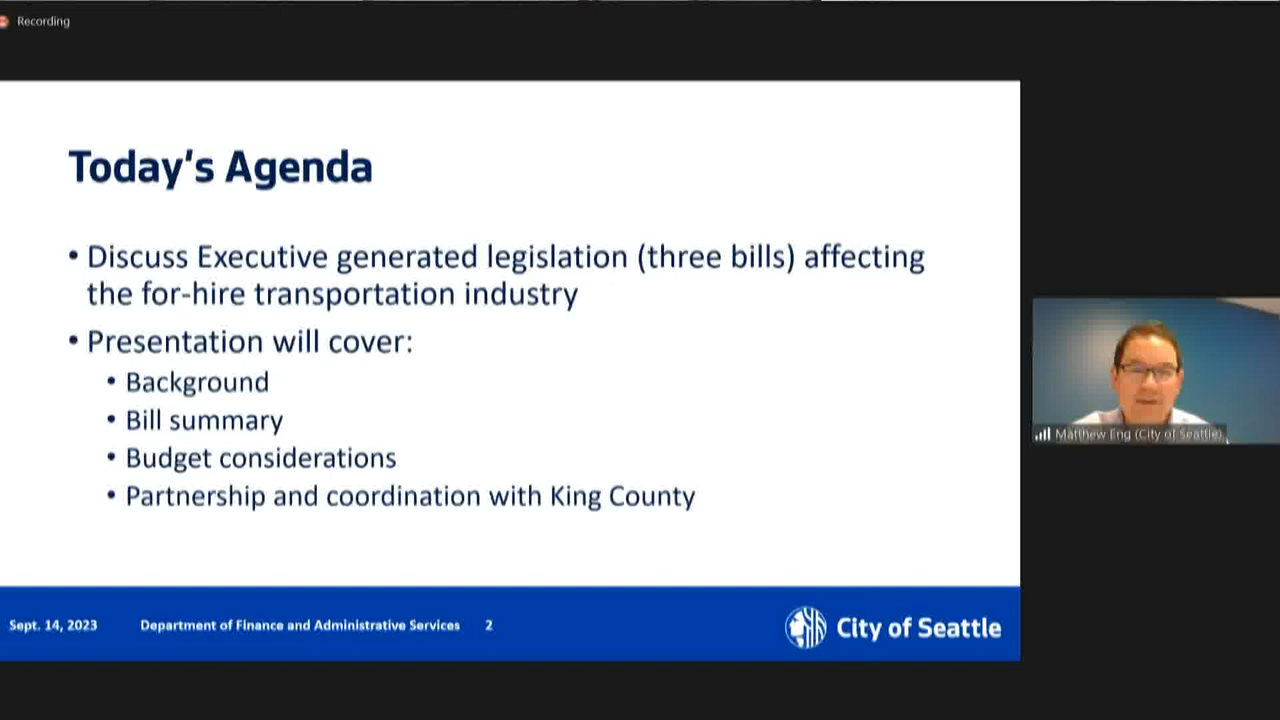 Recording
Today's Agenda
• Discuss Executive generated legislation (three bills) affecting
the for-hire transportation industry
• Presentation will cover:
• Background
• Bill summary
• Budget considerations
• Partnership and coordination with King County
Matthew Eng (City of Seattle)
Sept. 14, 2023 Department of Finance and Administrative Services 2
City of Seattle